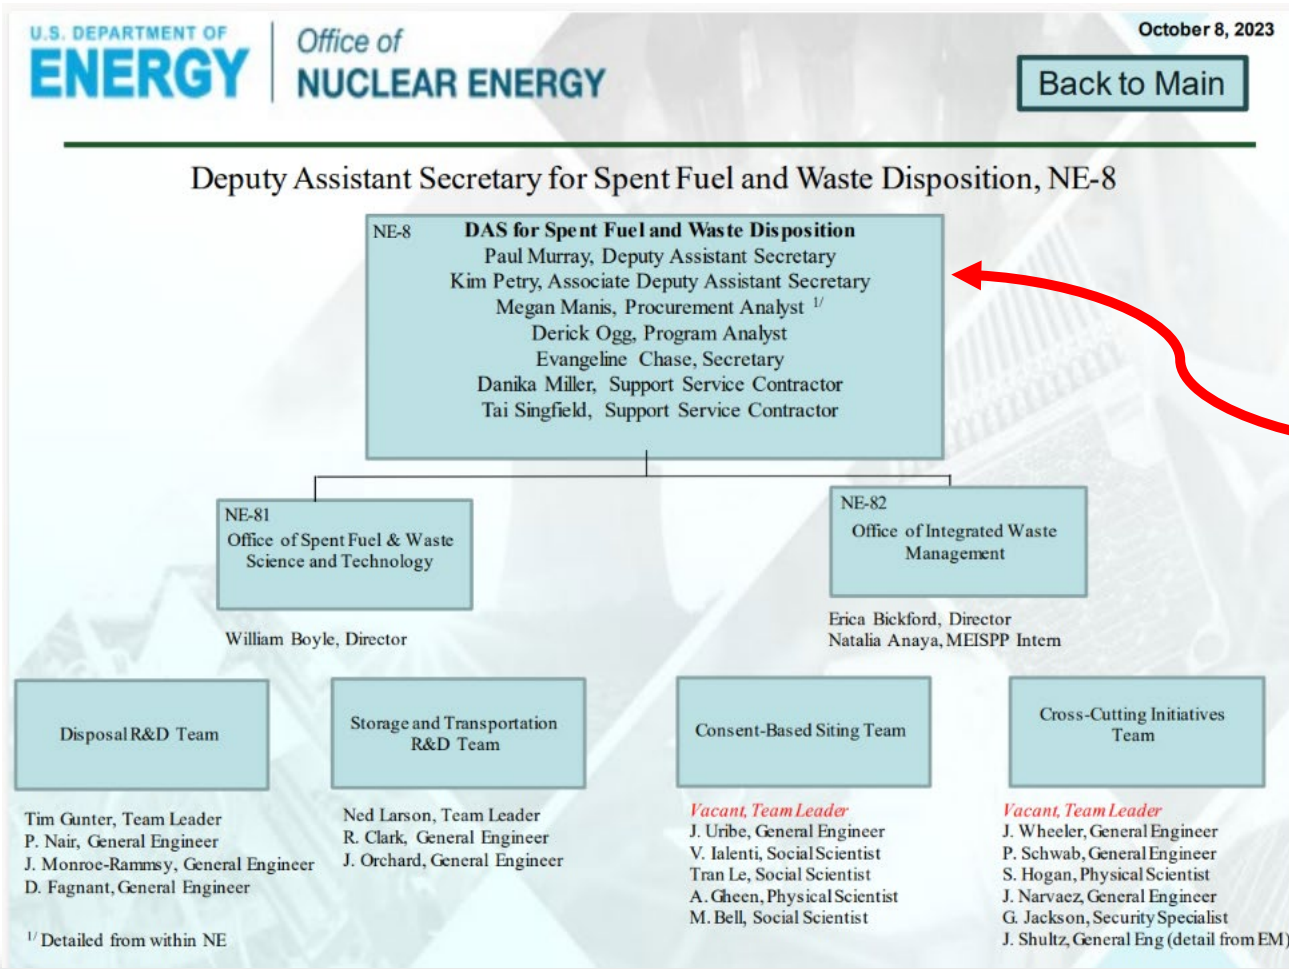 U.S. DEPARTMENT OF
ENERGY
Office of
NUCLEAR ENERGY
October 8, 2023
Back to Main
Deputy Assistant Secretary for Spent Fuel and Waste Disposition, NE-8
NE-8
DAS for Spent Fuel and Waste Disposition
Paul Murray, Deputy Assistant Secretary
Kim Petry, Associate Deputy Assistant Secretary
Megan Manis, Procurement Analyst 1/
Derick Ogg, Program Analyst
Evangeline Chase, Secretary
Danika Miller, Support Service Contractor
Tai Singfield, Support Service Contractor
NE-81
Office of Spent Fuel & Waste
Science and Technology
William Boyle, Director
NE-82
Office of Integrated Waste
Management
Erica Bickford, Director
Natalia Anaya, MEISPP Intern
Disposal R&D Team
Tim Gunter, Team Leader
P. Nair, General Engineer
J. Monroe-Rammsy, General Engineer
D. Fagnant, General Engineer
Storage and Transportation
R&D Team
Ned Larson, Team Leader
R. Clark, General Engineer
J. Orchard, General Engineer
Consent-Based Siting Team
Vacant, Team Leader
J. Uribe, General Engineer
V. Ialenti, Social Scientist
Tran Le, Social Scientist
A. Gheen, Physical Scientist
M. Bell, Social Scientist
Cross-Cutting Initiatives
Team
Vacant, Team Leader
J. Wheeler, General Engineer
P. Schwab, General Engineer
S. Hogan, Physical Scientist
J. Narvaez, General Engineer
G. Jackson, Security Specialist
J. Shultz, General Eng (detail from EM)
1/ Detailed from within NE